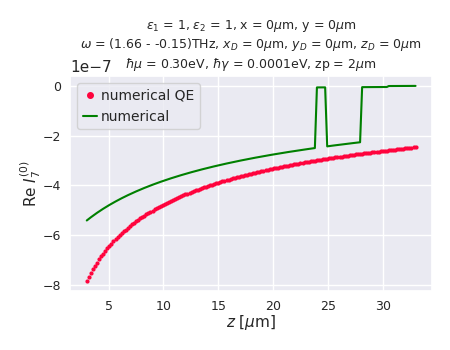 ε₁ = 1, ε₂ = 1, x = 0μm, y = 0μm
ω = (1.66 - -0.15)THz, x_D = 0μm, y_D = 0μm, z_D = 0μm
ħμ = 0.30eV, ħγ = 0.0001eV, zp = 2μm
1e−7
numerical QE
numerical
0
−2
−4
−6
−8
Re I₇⁽⁰⁾
5 10 15 20 25 30
z [μm]